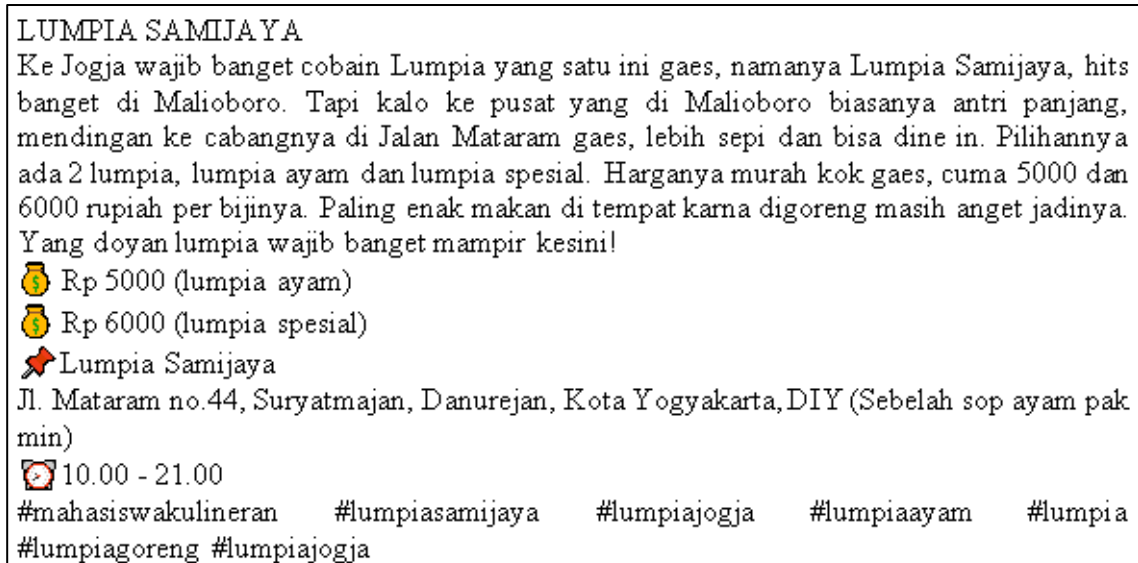 LUMPIA SAMIJAYA
Ke Jogja wajib banget cobain Lumpia yang satu ini gaes, namanya Lumpia Samijaya, hits
banget di Malioboro. Tapi kalo ke pusat yang di Malioboro biasanya antri panjang,
mendingan ke cabangnya di Jalan Mataram gaes, lebih sepi dan bisa dine in. Pilihannya
ada 2 lumpia, lumpia ayam dan lumpia spesial. Harganya murah kok gaes, cuma 5000 dan
6000 rupiah per bijinya. Paling enak makan di tempat karna digoreng masih anget jadinya.
Yang doyan lumpia wajib banget mampir kesini!
💰 Rp 5000 (lumpia ayam)
💰 Rp 6000 (lumpia spesial)
📌Lumpia Samijaya
Jl. Mataram no.44, Suryatmajan, Danurejan, Kota Yogyakarta, DIY (Sebelah sop ayam pak
min)
⏰10.00 - 21.00
#mahasiswakulineran #lumpiasamijaya #lumpiajogja #lumpiaayam #lumpia
#lumpiagoreng #lumpiajogja